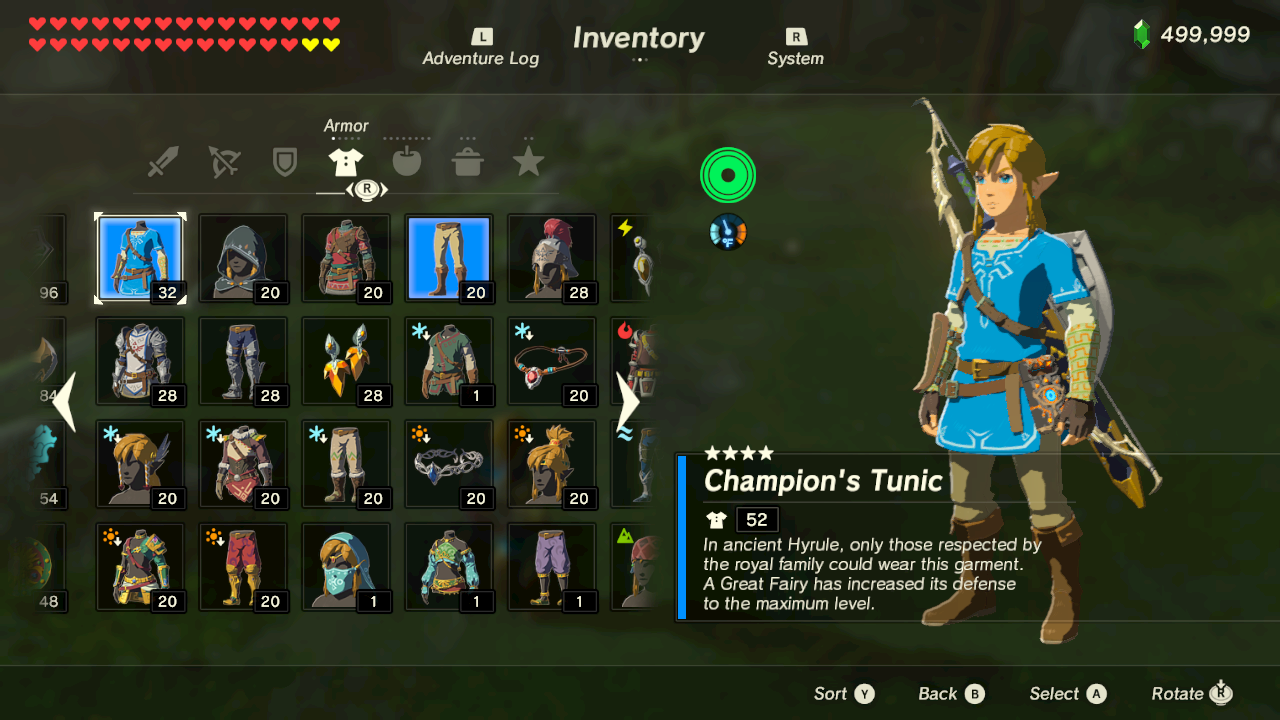 L
Inventory
R
499,999
Adventure Log
System
Armor
R
96
32
20
20
20
28
84
28
28
28
1
20
54
20
20
20
20
20
48
20
20
1
1
1
°F
Champion's Tunic
52
In ancient Hyrule, only those respected by
the royal family could wear this garment.
A Great Fairy has increased its defense
to the maximum level.
Sort Y
Back B
Select A
Rotate R